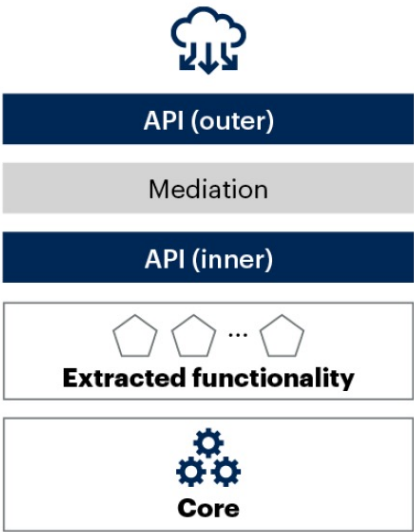 API (outer)
Mediation
API (inner)
...
Extracted functionality
Core